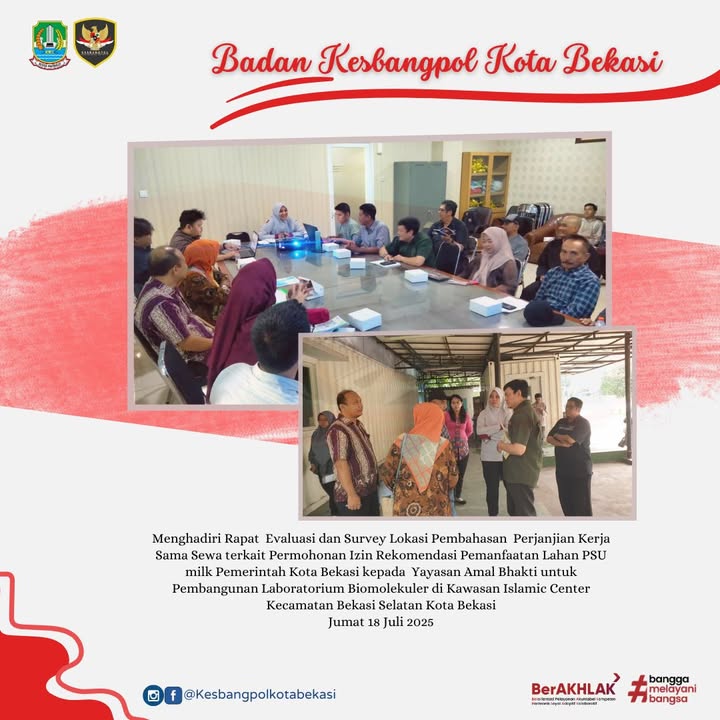 Badan Kesbangpol Kota Bekasi
Menghadiri Rapat Evaluasi dan Survey Lokasi Pembahasan Perjanjian Kerja
Sama Sewa terkait Permohonan Izin Rekomendasi Pemanfaatan Lahan PSU
milk Pemerintah Kota Bekasi kepada Yayasan Amal Bhakti untuk
Pembangunan Laboratorium Biomolekuler di Kawasan Islamic Center
Kecamatan Bekasi Selatan Kota Bekasi
Jumat 18 Juli 2025
@Kesbangpolkotabekasi
BerAKHLAK
#bangga
melayani
bangsa